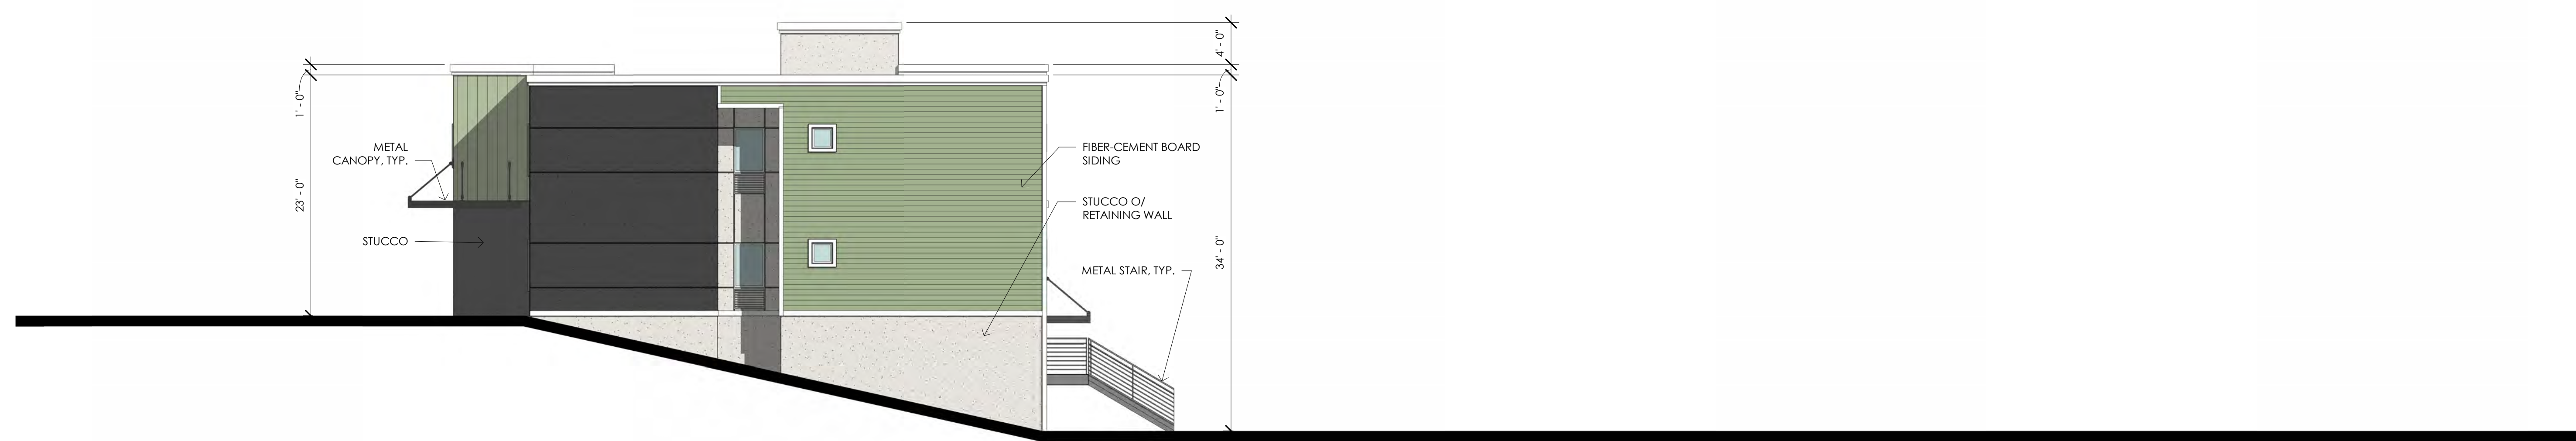 4' - 0"
1' - 0"
1' - 0"
METAL
CANOPY, TYP.
FIBER-CEMENT BOARD
SIDING
23' - 0"
STUCCO O/
RETAINING WALL
STUCCO
34' - 0"
METAL STAIR, TYP.